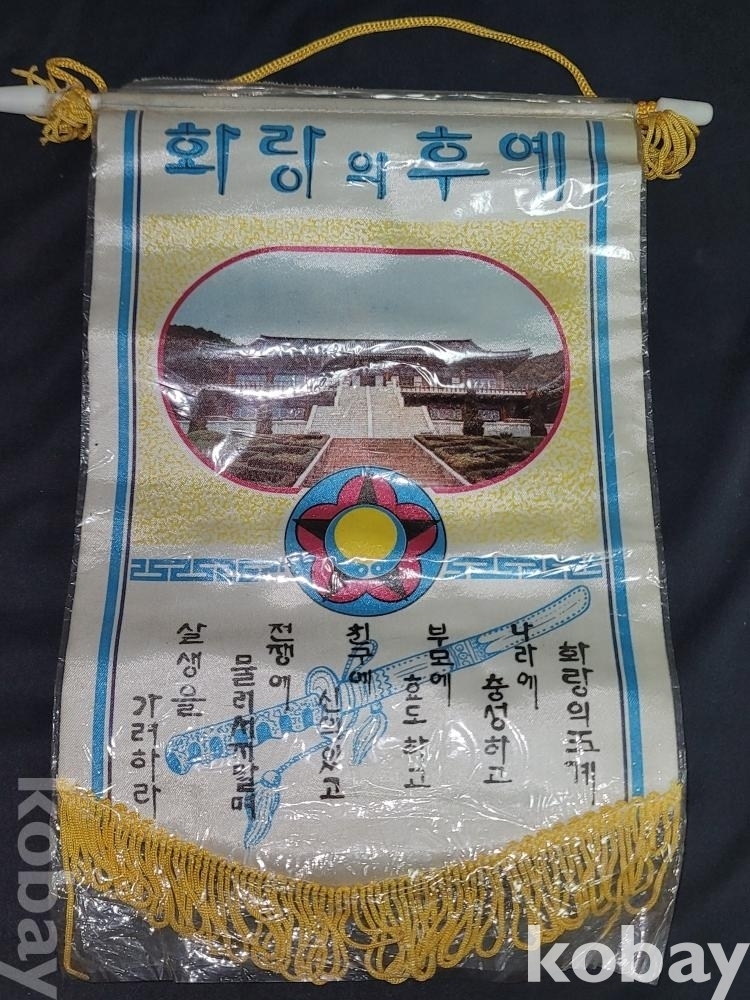 화랑의후예
화랑의五계
나라에
충성하고
부모에
효도하고
친구에
신의있고
전쟁에
물러서지말며
살생을
가려하라
kobay
kobay